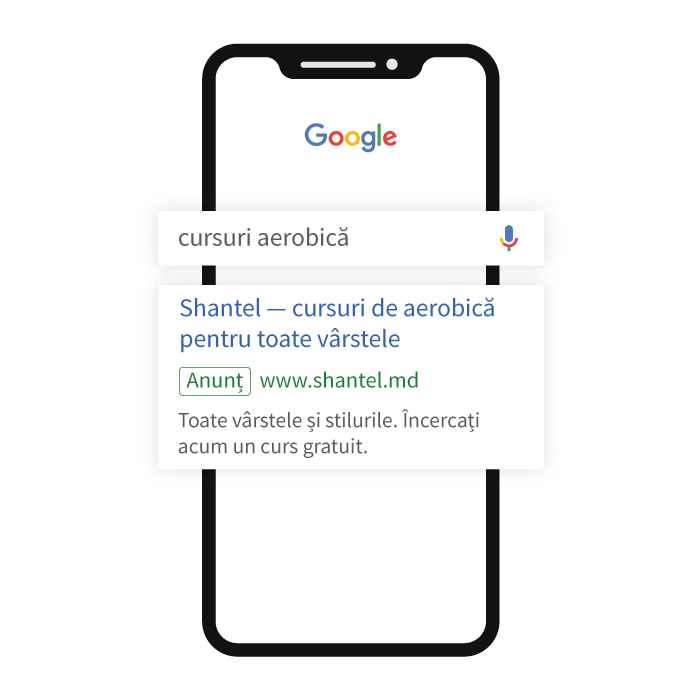 Google
cursuri aerobică
Shantel — cursuri de aerobică
pentru toate vârstele
Anunț www.shantel.md
Toate vârstele și stilurile. Încercați
acum un curs gratuit.